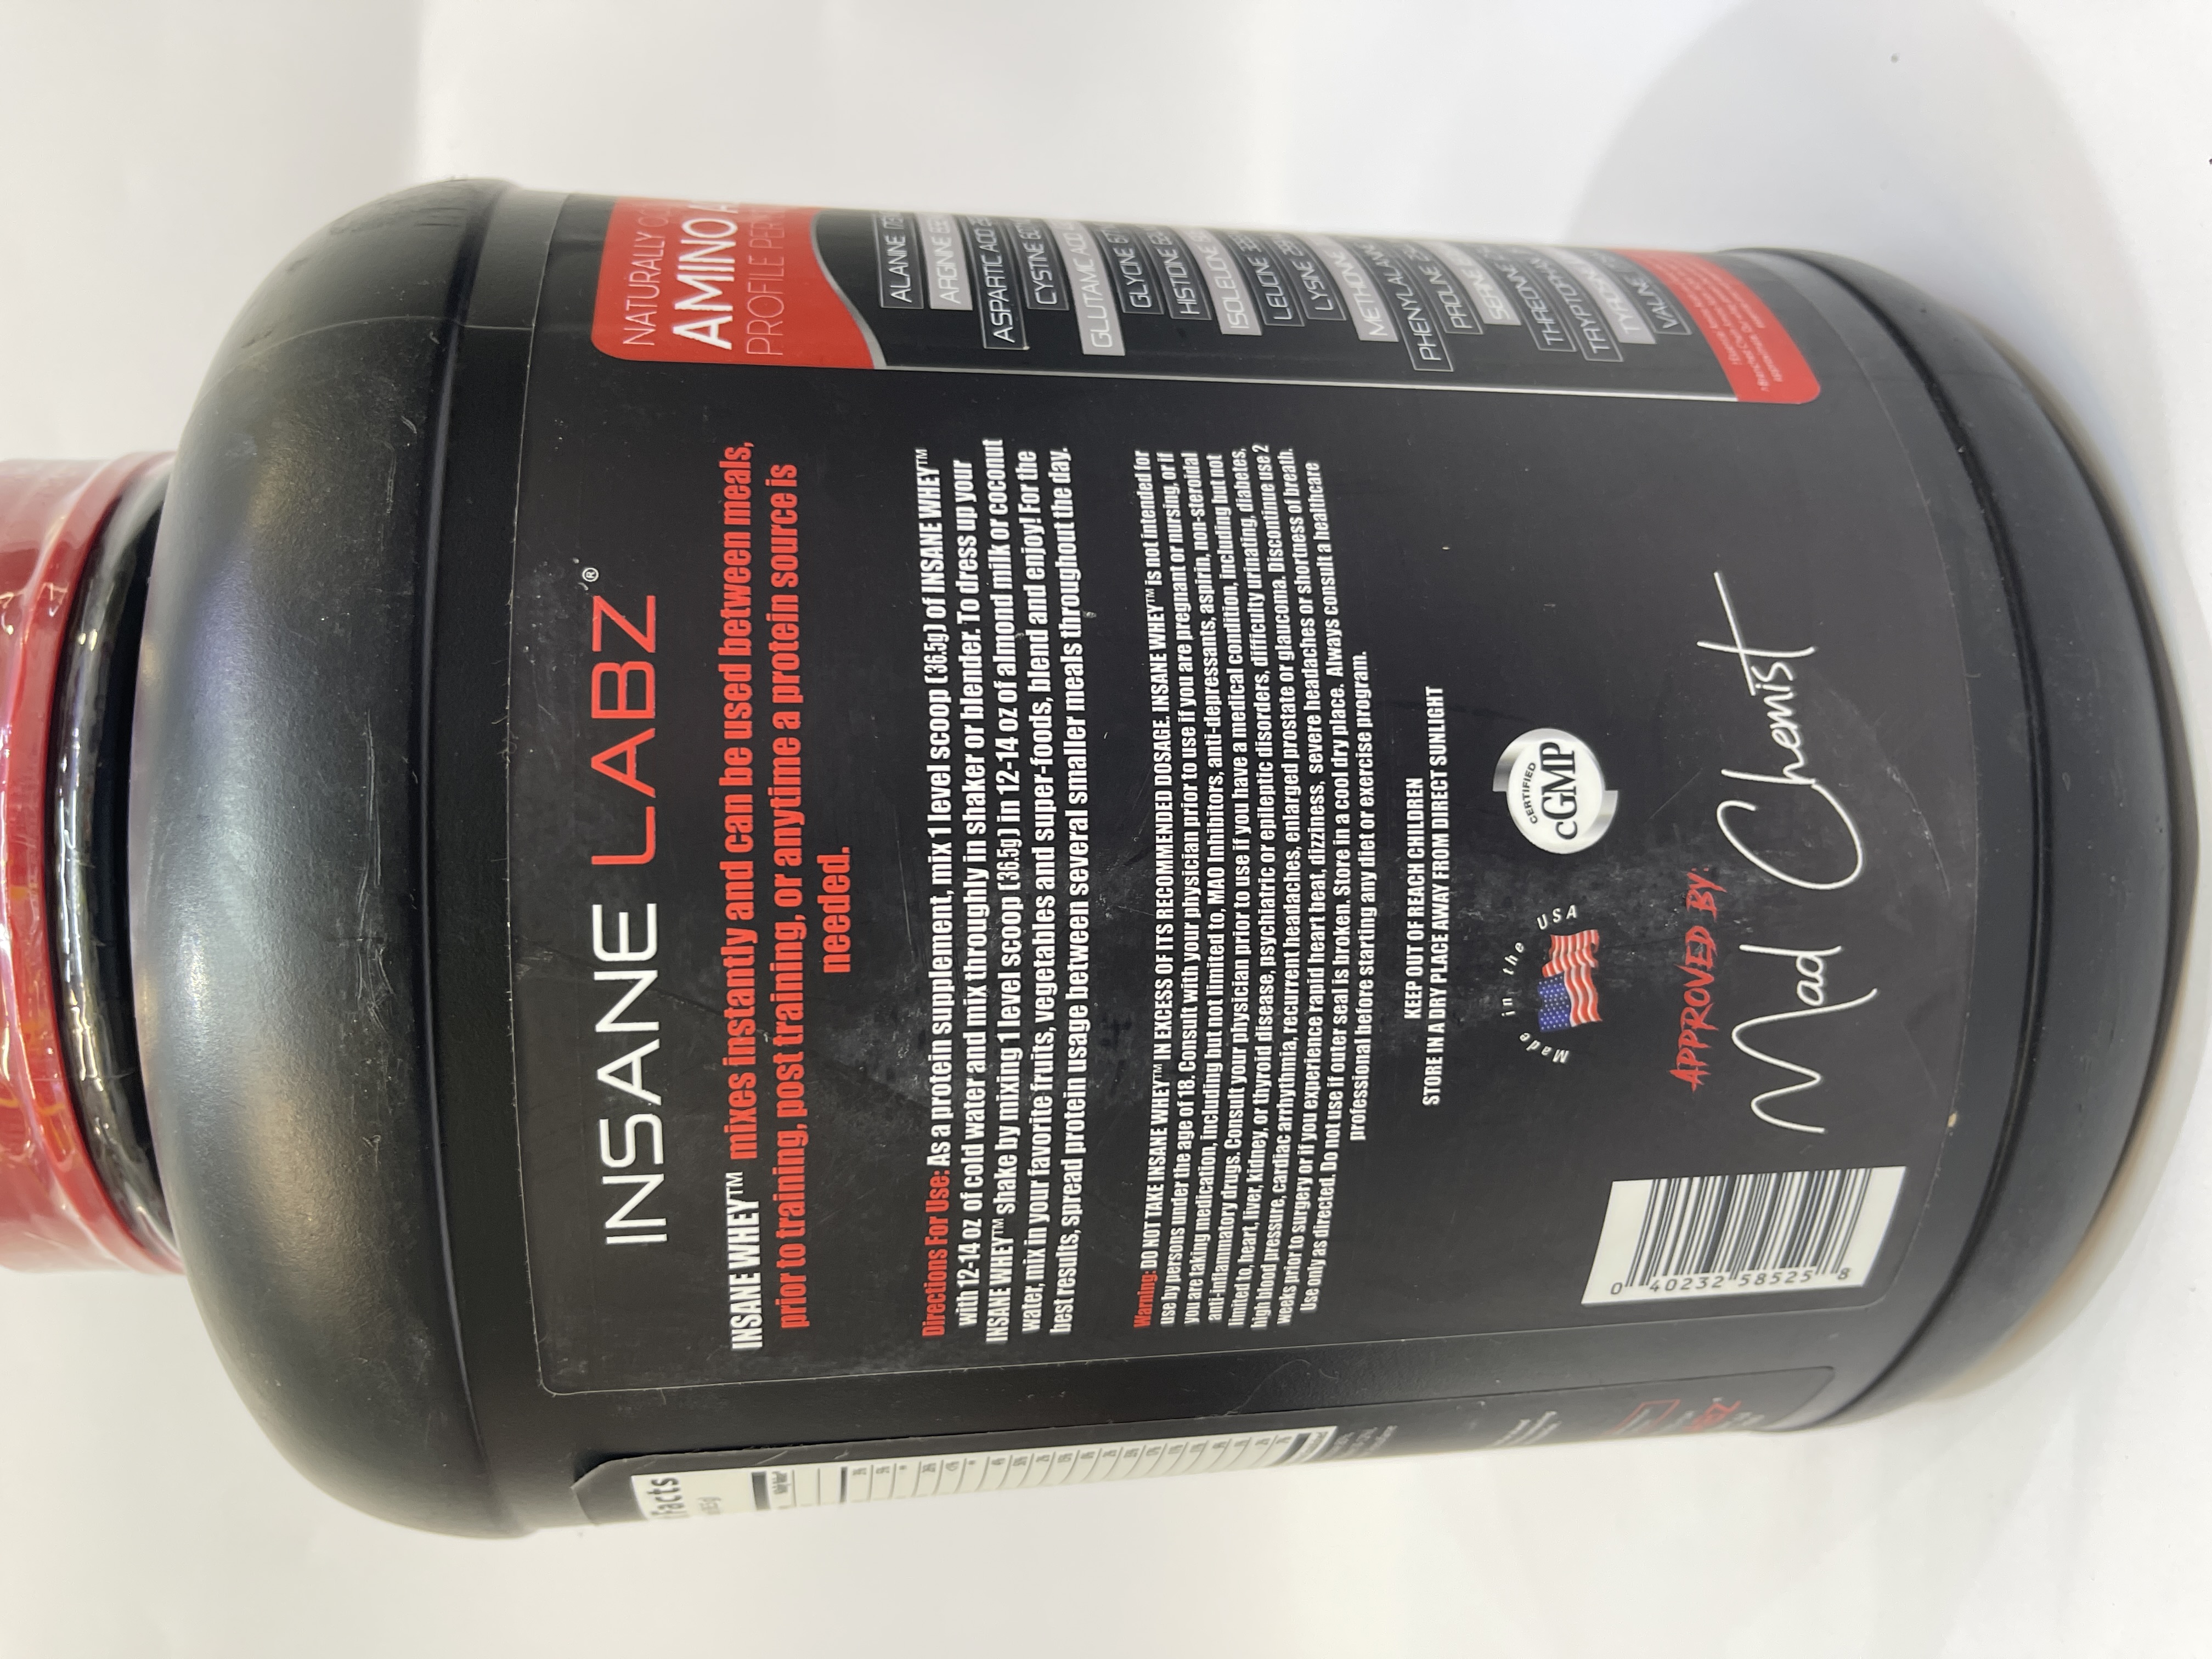 INSANE LABZ®
INSANE WHEY™ mixes instantly and can be used between meals,
prior to training, post training, or anytime a protein source is
needed.
Directions For Use: As a protein supplement, mix 1 level scoop (36.5g) of INSANE WHEY™
with 12-14 oz of cold water and mix throughly in shaker or blender. To dress up your
INSANE WHEY™ shake by mixing 1 level scoop (36.5g) in 12-14 oz of almond milk or coconut
water, mix in your favorite fruits, vegetables and super-foods, blend and enjoy! For the
best results, spread protein usage between several smaller meals throughout the day.
Warning: DO NOT TAKE INSANE WHEY™ IN EXCESS OF ITS RECOMMENDED DOSAGE. INSANE WHEY™ is not intended for
use by persons under the age of 18. Consult with your physician prior to use if you are pregnant or nursing, or if
you are taking medication, including but not limited to, MAO Inhibitors, anti-depressants, aspirin, non-steroidal
anti-inflammatory drugs. Consult your physician prior to use if you have a medical condition, including but not
limited to, heart, liver, kidney, or thyroid disease, psychiatric or epileptic disorders, difficulty urinating, diabetes,
high blood pressure, cardiac arrhythmia, recurrent headaches, enlarged prostate or glaucoma. Discontinue use 2
weeks prior to surgery or if you experience rapid heart beat, dizziness, severe headaches or shortness of breath.
Use only as directed. Do not use if outer seal is broken. Store in a cool dry place. Always consult a healthcare
professional before starting any diet or exercise program.
KEEP OUT OF REACH CHILDREN
STORE IN A DRY PLACE AWAY FROM DIRECT SUNLIGHT
Made in the USA
CERTIFIED
cGMP
APPROVED BY:
Mad Chemist
0 40232 58525 8
NATURALLY
AMINO
PROFILE PER
ALANINE
ARGININE
ASPARTIC ACID
CYSTINE
GLUTAMIC ACID
GLYCINE
HISTIDINE
ISOLEUCINE
LEUCINE
LYSINE
METHIONINE
PHENYLALANINE
PROLINE
SERINE
THREONINE
TRYPTOPHAN
TYROSINE
VALINE
Facts